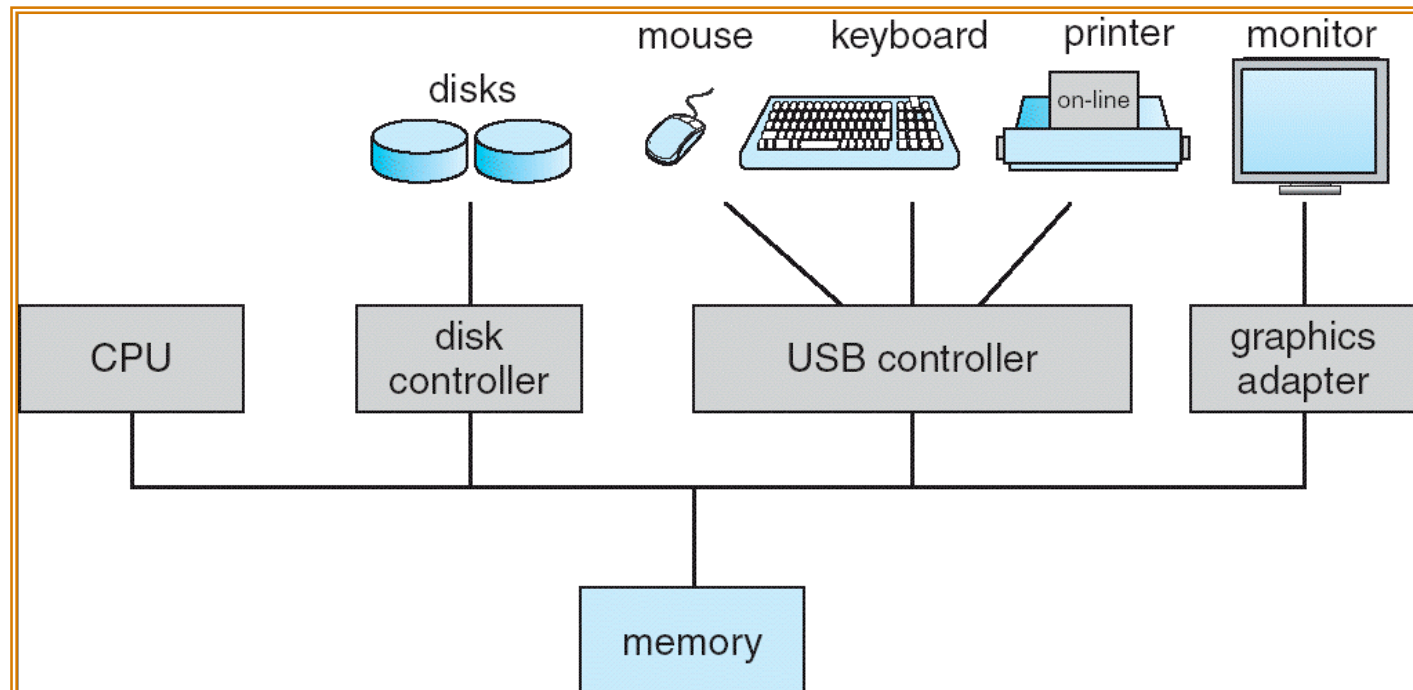 mouse
keyboard
printer
monitor
disks
on-line
CPU
disk
controller
USB controller
graphics
adapter
memory